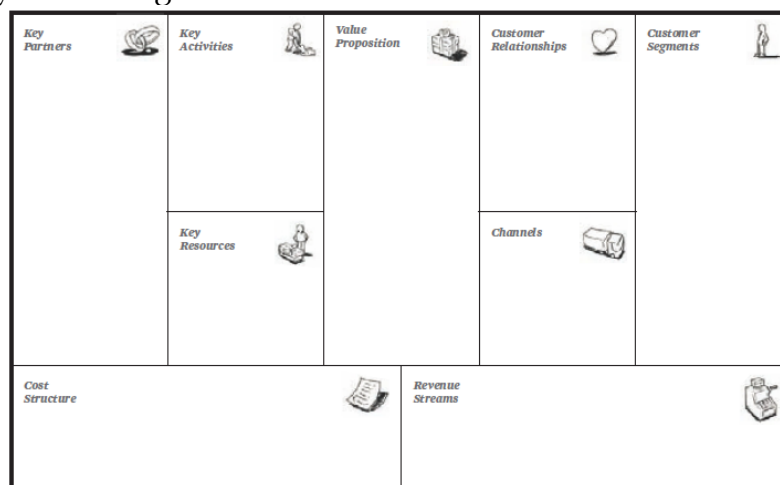 Key
Partners
Key
Activities
Value
Proposition
Customer
Relationships
Customer
Segments
Key
Resources
Channels
Cost
Structure
Revenue
Streams